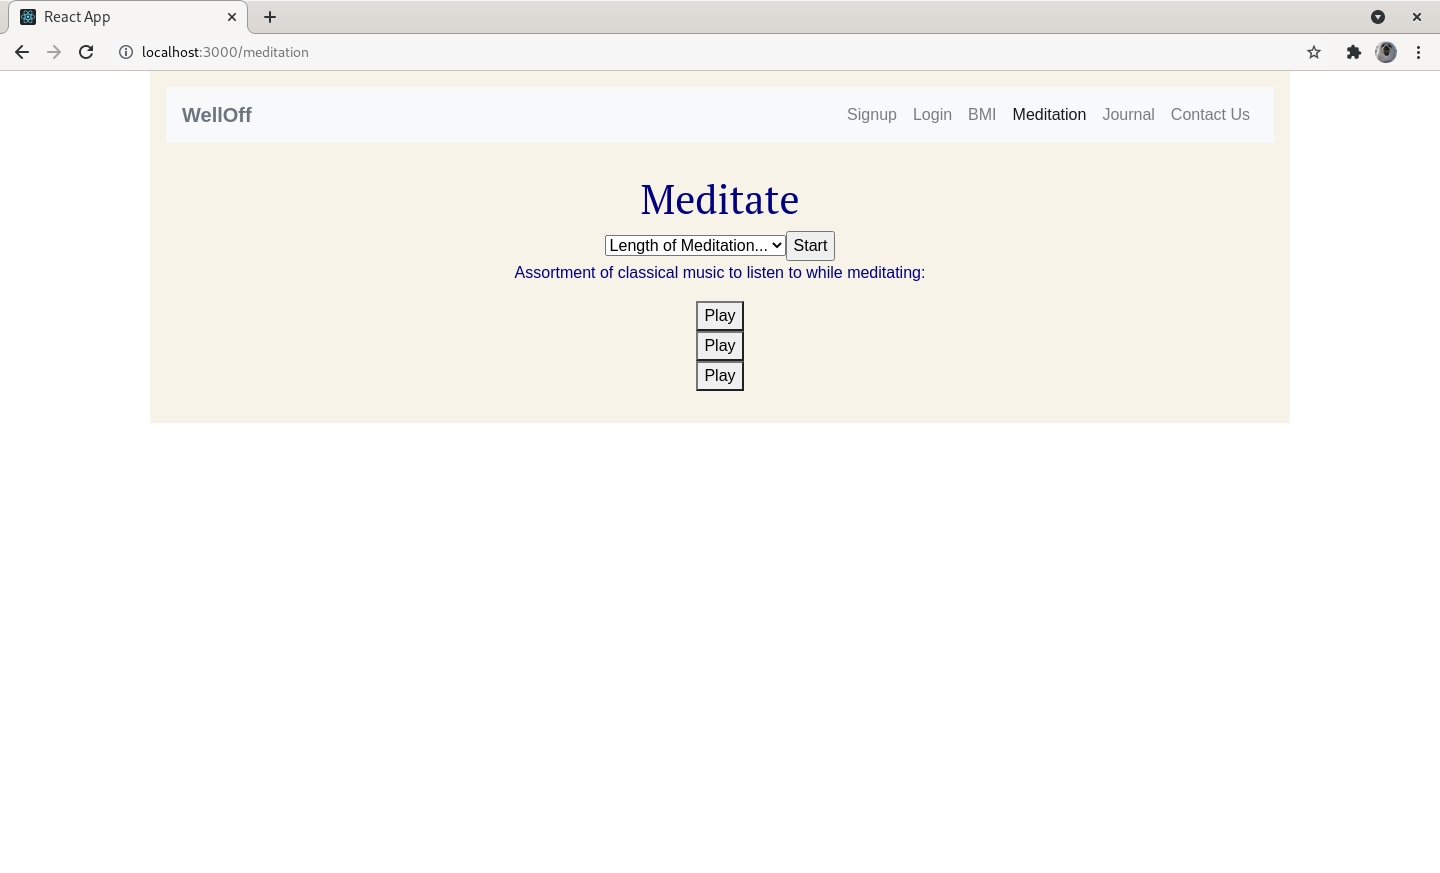 React App
localhost:3000/meditation
WellOff Signup Login BMI Meditation Journal Contact Us
Meditate
Length of Meditation... Start
Assortment of classical music to listen to while meditating:
Play
Play
Play